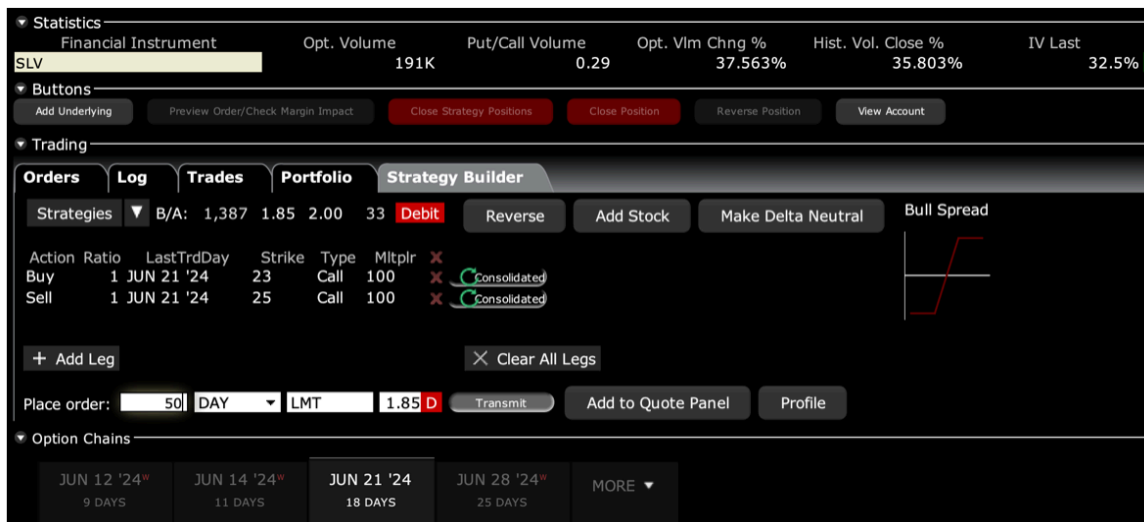 Statistics
Financial Instrument Opt. Volume Put/Call Volume Opt. Vlm Chng % Hist. Vol. Close % IV Last
SLV 191K 0.29 37.563% 35.803% 32.5%
Buttons
Add Underlying Preview Order/Check Margin Impact Close Strategy Positions Close Position Reverse Position View Account
Trading
Orders Log Trades Portfolio Strategy Builder
Strategies ▼ B/A: 1,387 1.85 2.00 33 Debit Reverse Add Stock Make Delta Neutral Bull Spread
Action Ratio LastTrdDay Strike Type Mltplr X
Buy 1 JUN 21 '24 23 Call 100 X Consolidated
Sell 1 JUN 21 '24 25 Call 100 X Consolidated
+ Add Leg X Clear All Legs
Place order: 50 DAY LMT 1.85 D Transmit Add to Quote Panel Profile
Option Chains
JUN 12 '24w JUN 14 '24w JUN 21 '24 JUN 28 '24w MORE ▼
9 DAYS 11 DAYS 18 DAYS 25 DAYS